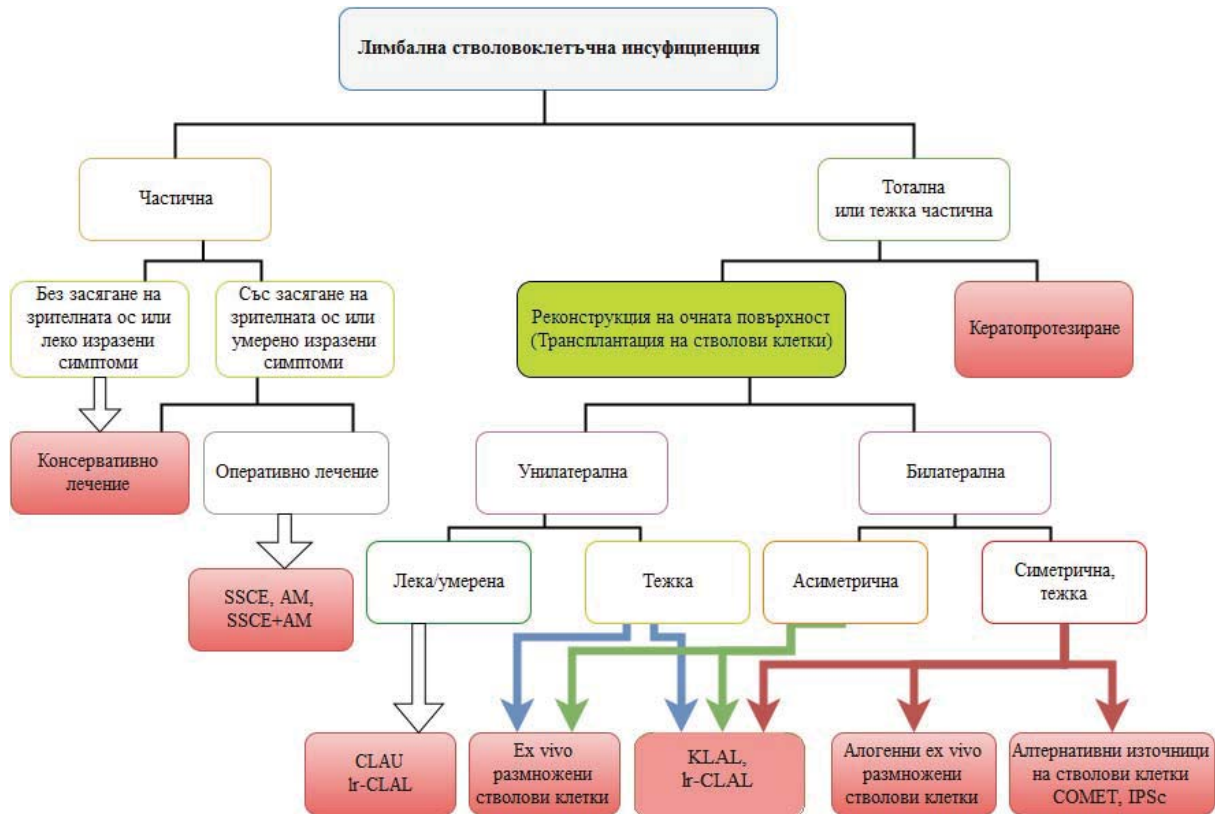 Лимбална стволовоклетъчна инсуфициенция
Частична
Тотална
или тежка частична
Без засягане на
зрителната ос или
леко изразени
симптоми
Със засягане на
зрителната ос или
умерено изразени
симптоми
Реконструкция на очната повърхност
(Трансплантация на стволови клетки)
Кератопротезиране
Консервативно
лечение
Оперативно лечение
Унилатерална
Билатерална
SSCE, AM,
SSCE+AM
Лека/умерена
Тежка
Асиметрична
Симетрична,
тежка
CLAU
lr-CLAL
Ex vivo
размножени
стволови клетки
KLAL,
lr-CLAL
Алогенни ex vivo
размножени
стволови клетки
Алтернативни източници
на стволови клетки
COMET, IPSc